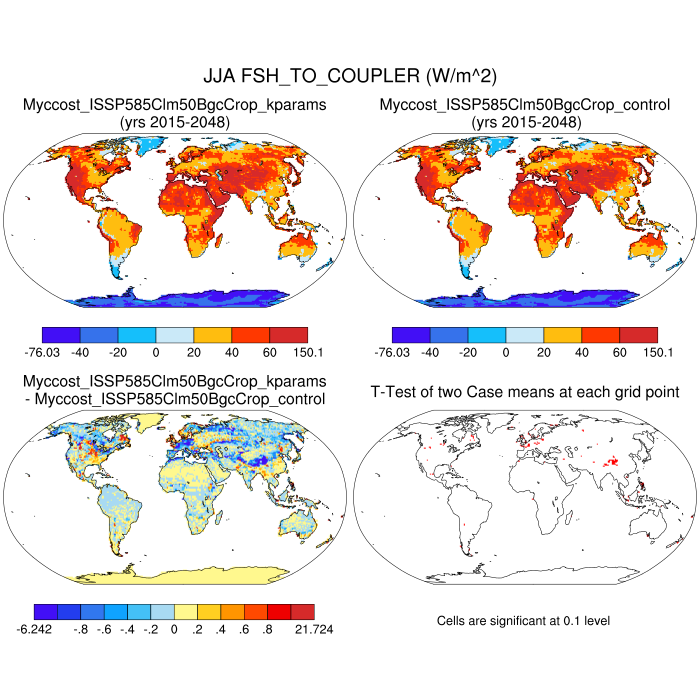 JJA FSH_TO_COUPLER (W/m^2)
Myccost_ISSP585Clm50BgcCrop_kparams
(yrs 2015-2048)
Myccost_ISSP585Clm50BgcCrop_control
(yrs 2015-2048)
-76.03 -40 -20 0 20 40 60 150.1
-76.03 -40 -20 0 20 40 60 150.1
Myccost_ISSP585Clm50BgcCrop_kparams
- Myccost_ISSP585Clm50BgcCrop_control
T-Test of two Case means at each grid point
-6.242 -.8 -.6 -.4 -.2 0 .2 .4 .6 .8 21.724
Cells are significant at 0.1 level